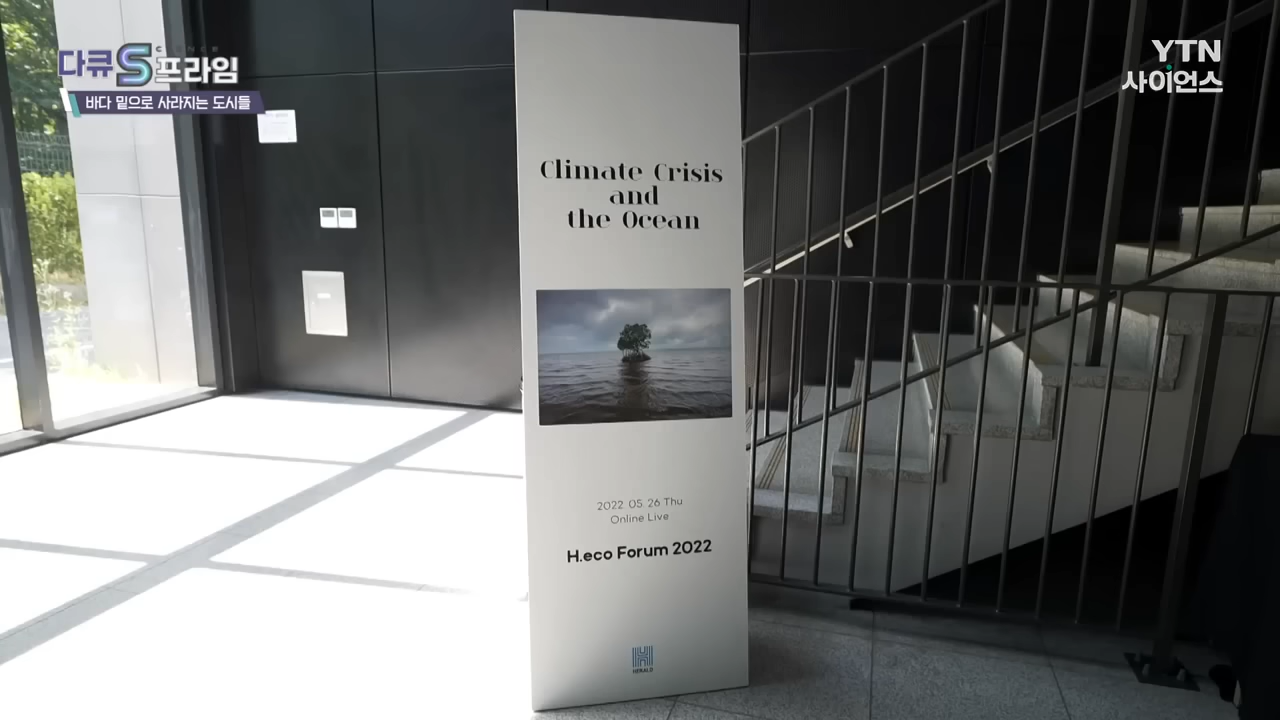 다큐 S 프라임
SCIENCE
바다 밑으로 사라지는 도시들
YTN
사이언스
Climate Crisis
and
the Ocean
2022. 05. 26 Thu
Online Live
H.eco Forum 2022
HERALD